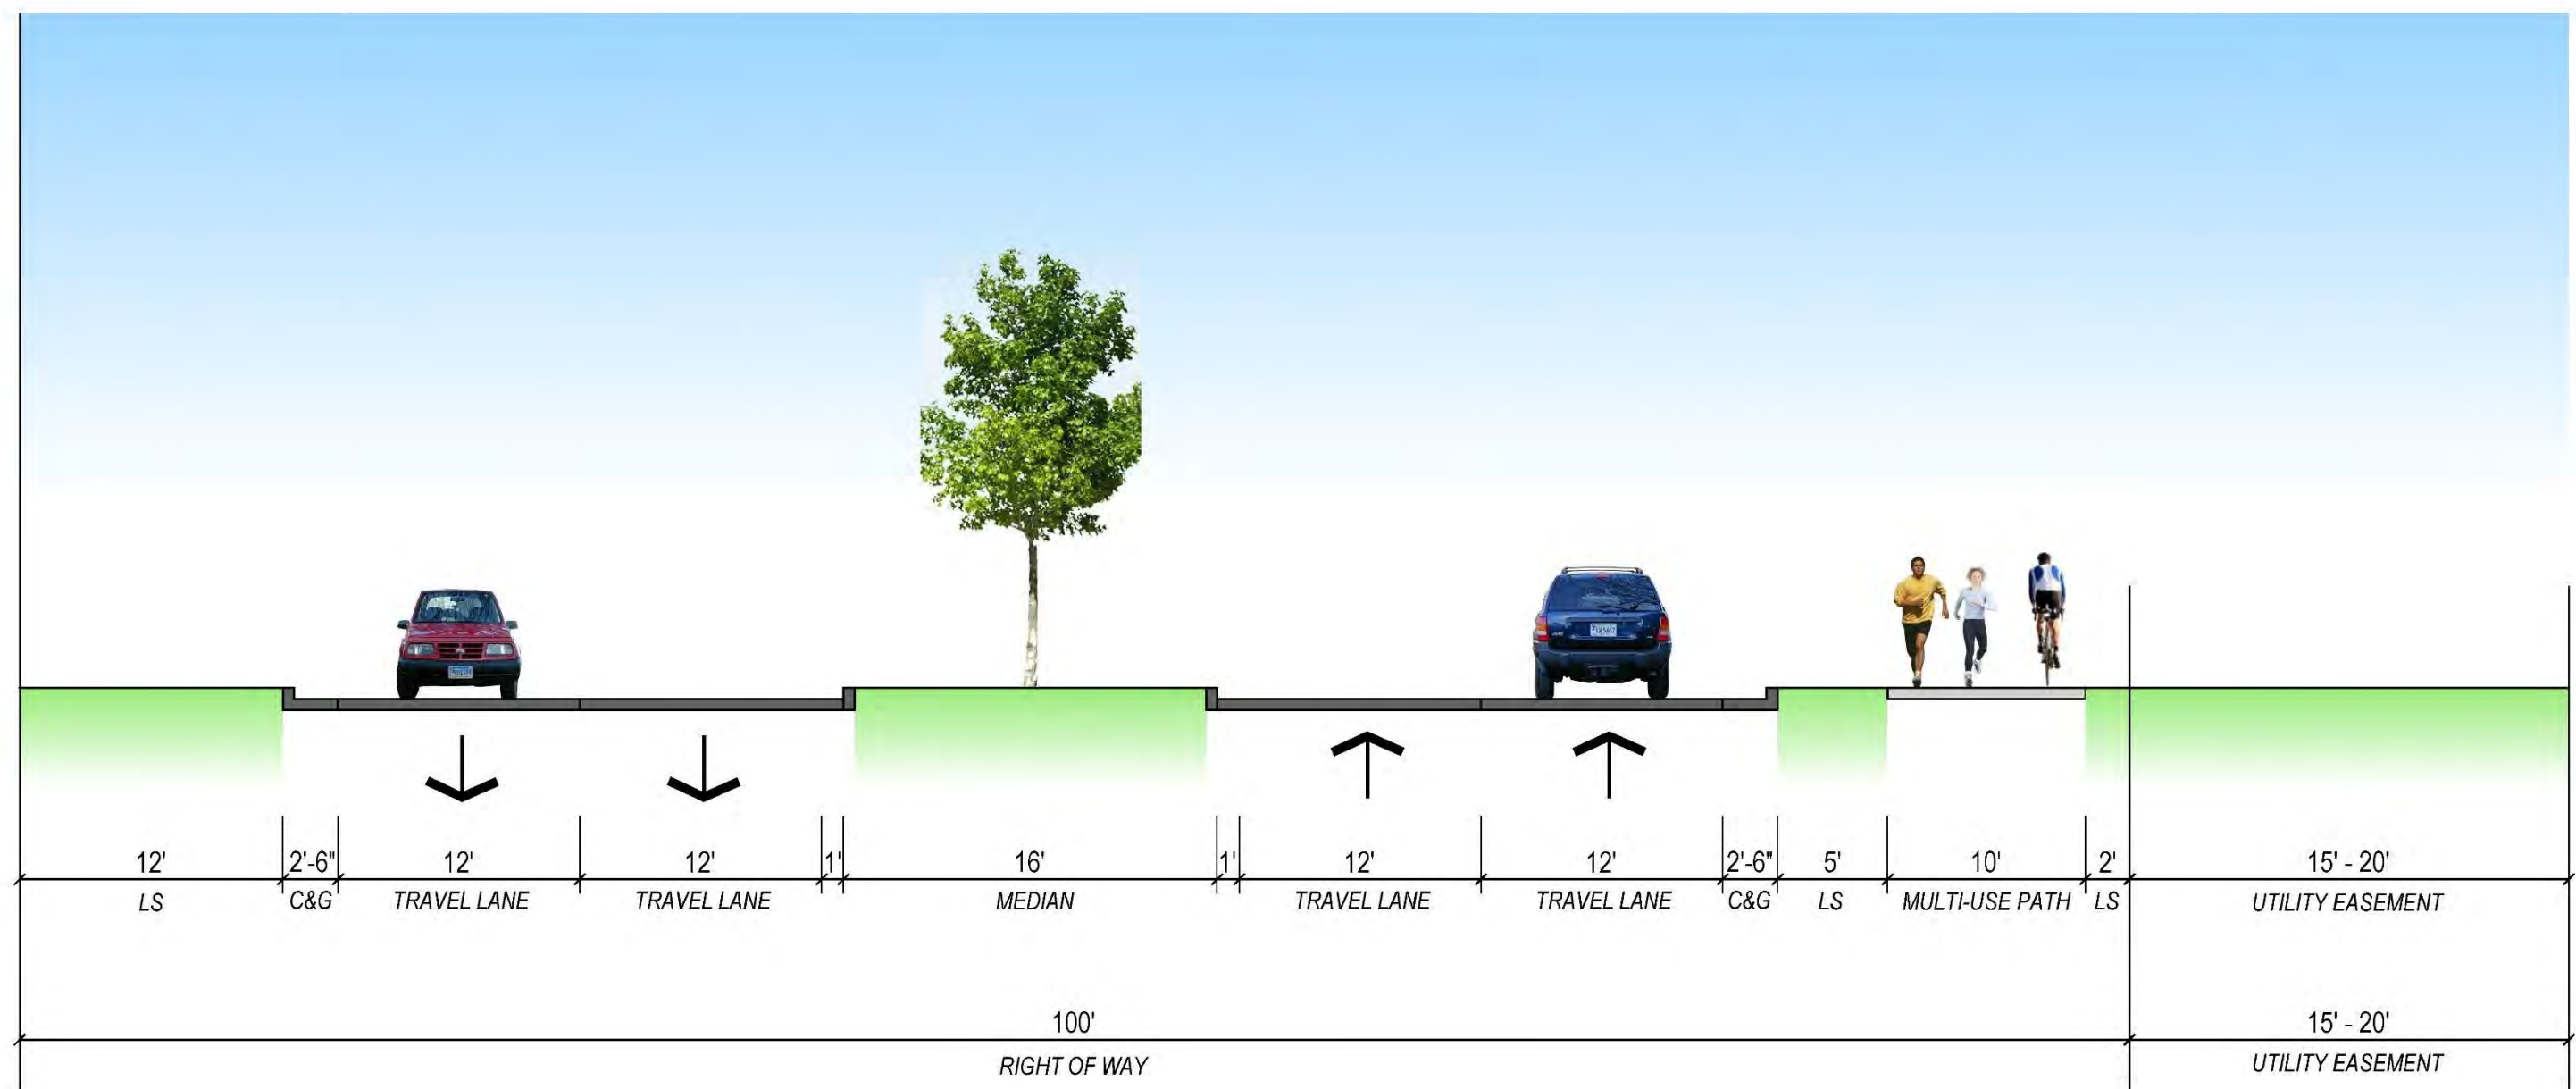 12' 2'-6" 12' 12' 1' 16' 1' 12' 12' 2'-6" 5' 10' 2' 15' - 20'
LS C&G TRAVEL LANE TRAVEL LANE MEDIAN TRAVEL LANE TRAVEL LANE C&G LS MULTI-USE PATH LS UTILITY EASEMENT
100' 15' - 20'
RIGHT OF WAY UTILITY EASEMENT